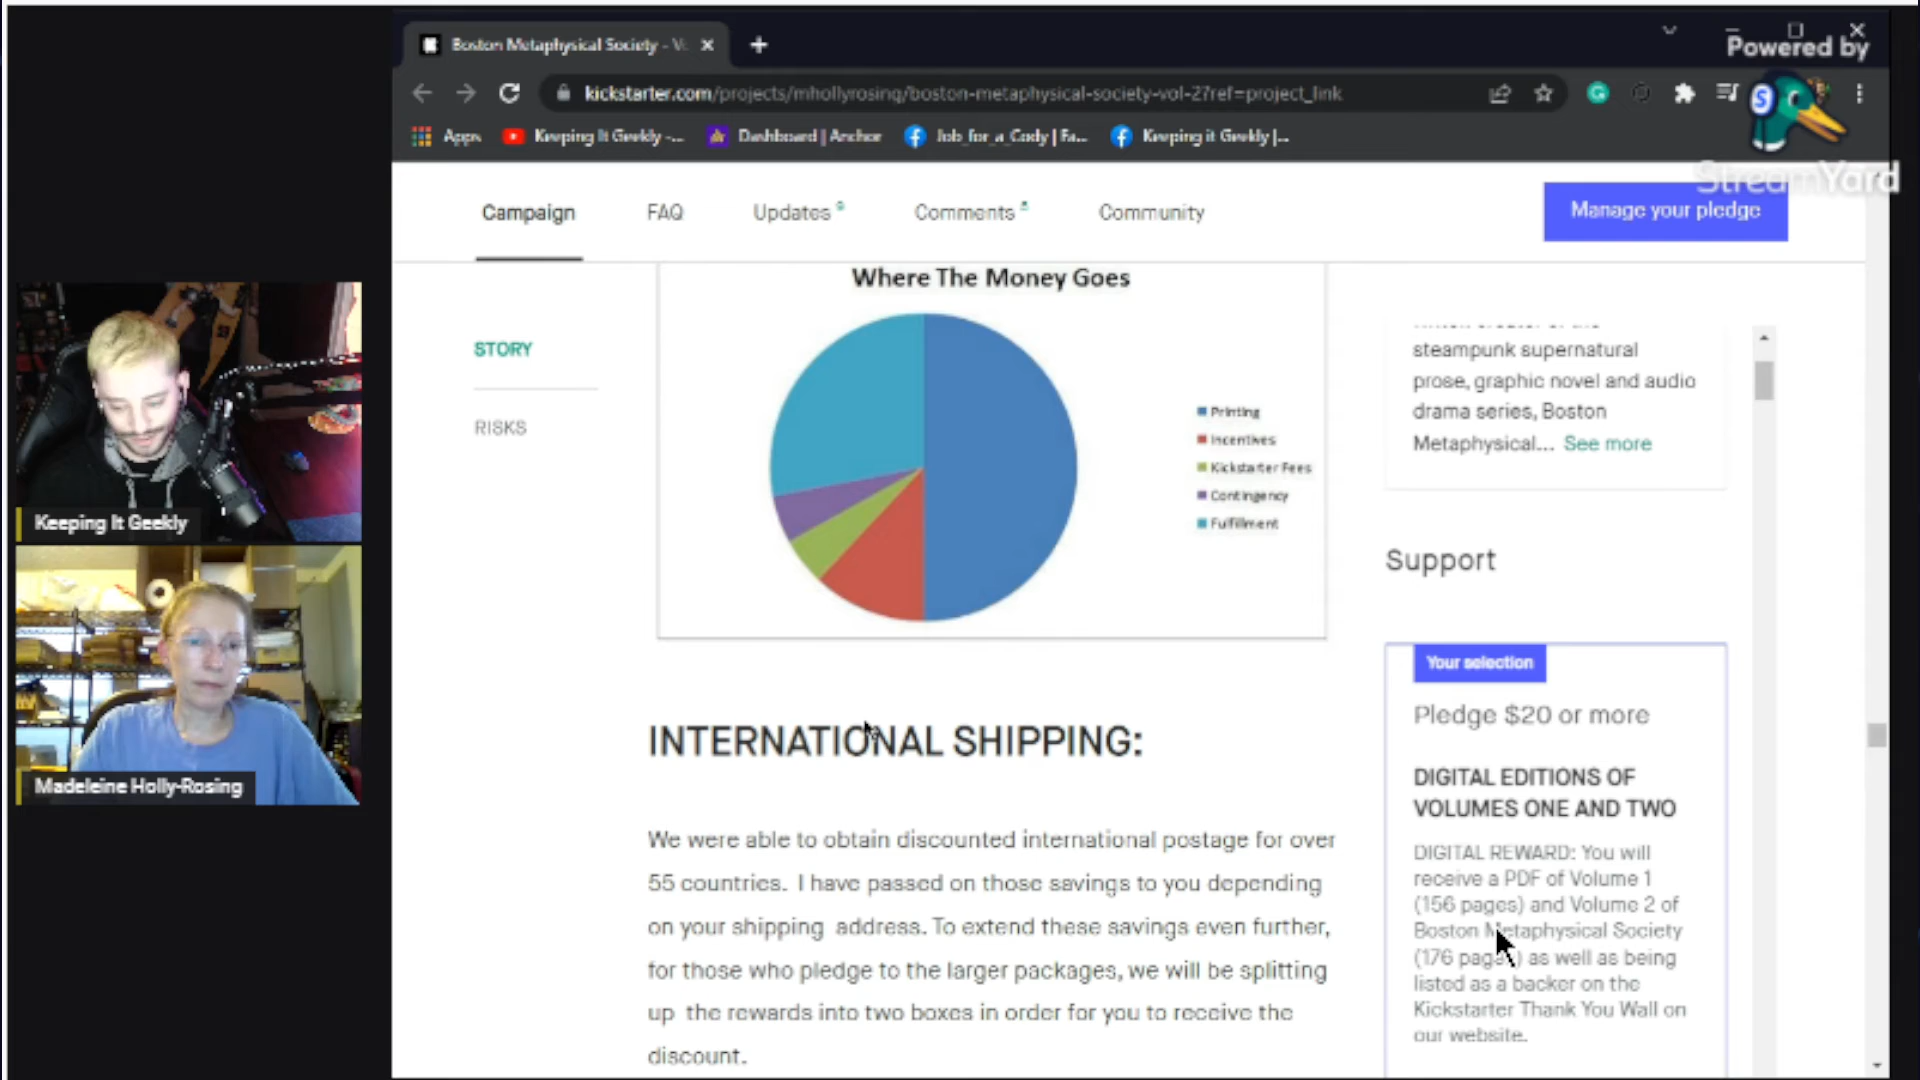 Boston Metaphysical Society - V
Powered by
kickstarter.com/projects/mhollyrosing/boston-metaphysical-society-vol-2?ref=project_link
Apps
Keeping It Geekly -...
Dashboard | Anchor
Job_for_a_Cody | Fa...
Keeping it Geekly |...
StreamYard
Campaign
FAQ
Updates 9
Comments
Community
Manage your pledge
Where The Money Goes
STORY
RISKS
Printing
Incentives
Kickstarter Fees
Contingency
Fulfillment
steampunk supernatural
prose, graphic novel and audio
drama series, Boston
Metaphysical... See more
Support
Keeping It Geekly
Madeleine Holly-Rosing
INTERNATIONAL SHIPPING:
We were able to obtain discounted international postage for over
55 countries. I have passed on those savings to you depending
on your shipping address. To extend these savings even further,
for those who pledge to the larger packages, we will be splitting
up the rewards into two boxes in order for you to receive the
discount.
Your selection
Pledge $20 or more
DIGITAL EDITIONS OF
VOLUMES ONE AND TWO
DIGITAL REWARD: You will
receive a PDF of Volume 1
(156 pages) and Volume 2 of
Boston Metaphysical Society
(176 pages) as well as being
listed as a backer on the
Kickstarter Thank You Wall on
our website.